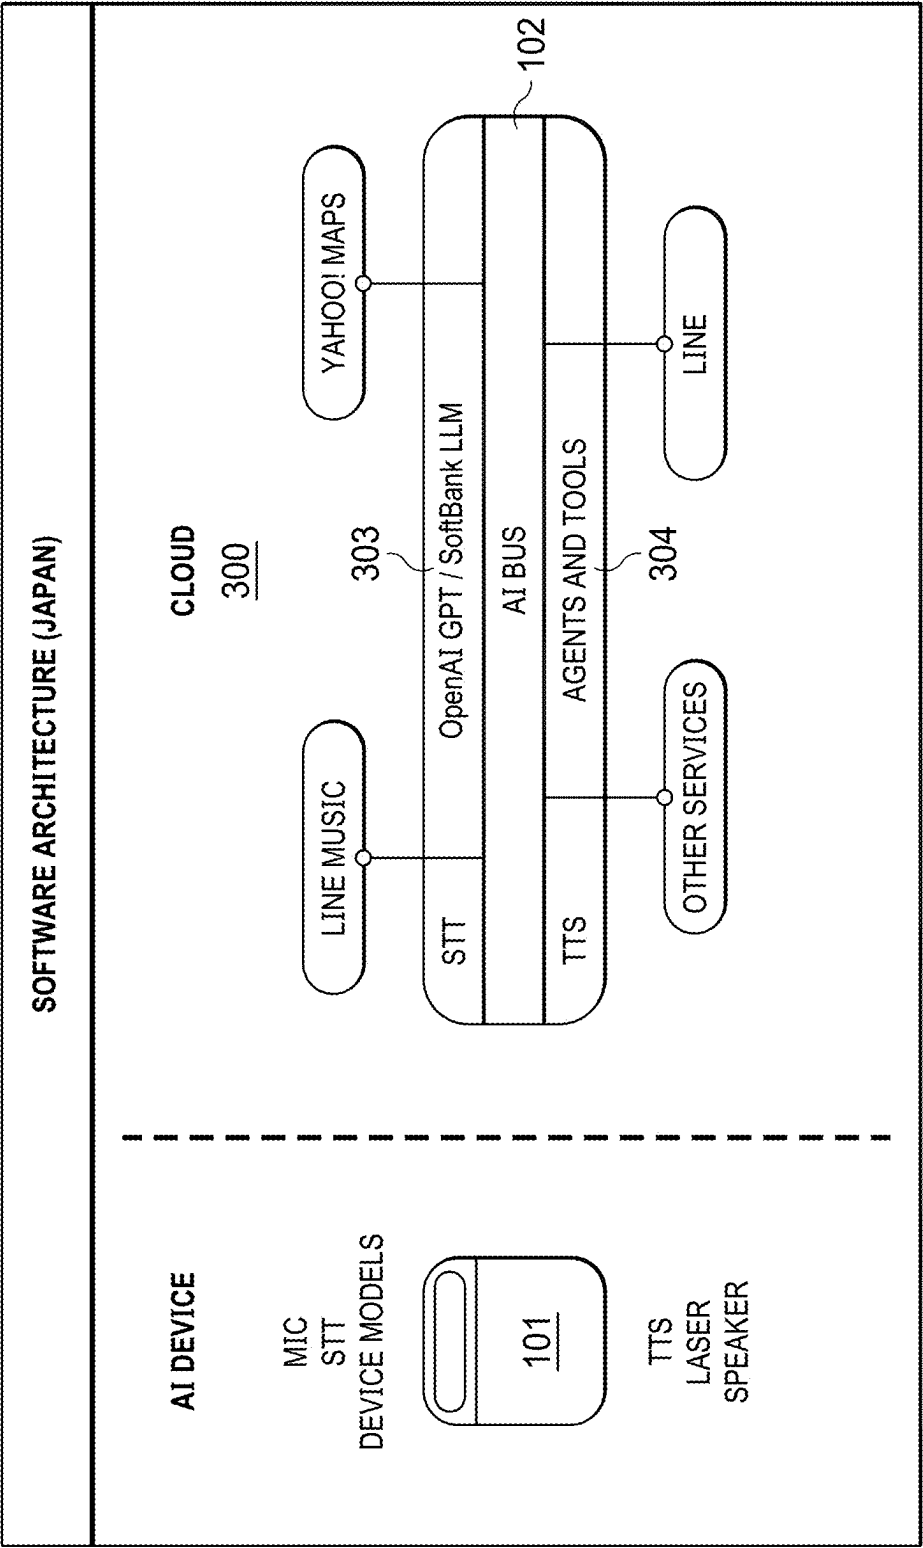 SOFTWARE ARCHITECTURE (JAPAN)
AI DEVICE
MIC
STT
DEVICE MODELS
101
TTS
LASER
SPEAKER
CLOUD
300
LINE MUSIC
YAHOO! MAPS
303
102
STT
OpenAI GPT / SoftBank LLM
AI BUS
TTS
AGENTS AND TOOLS
304
OTHER SERVICES
LINE